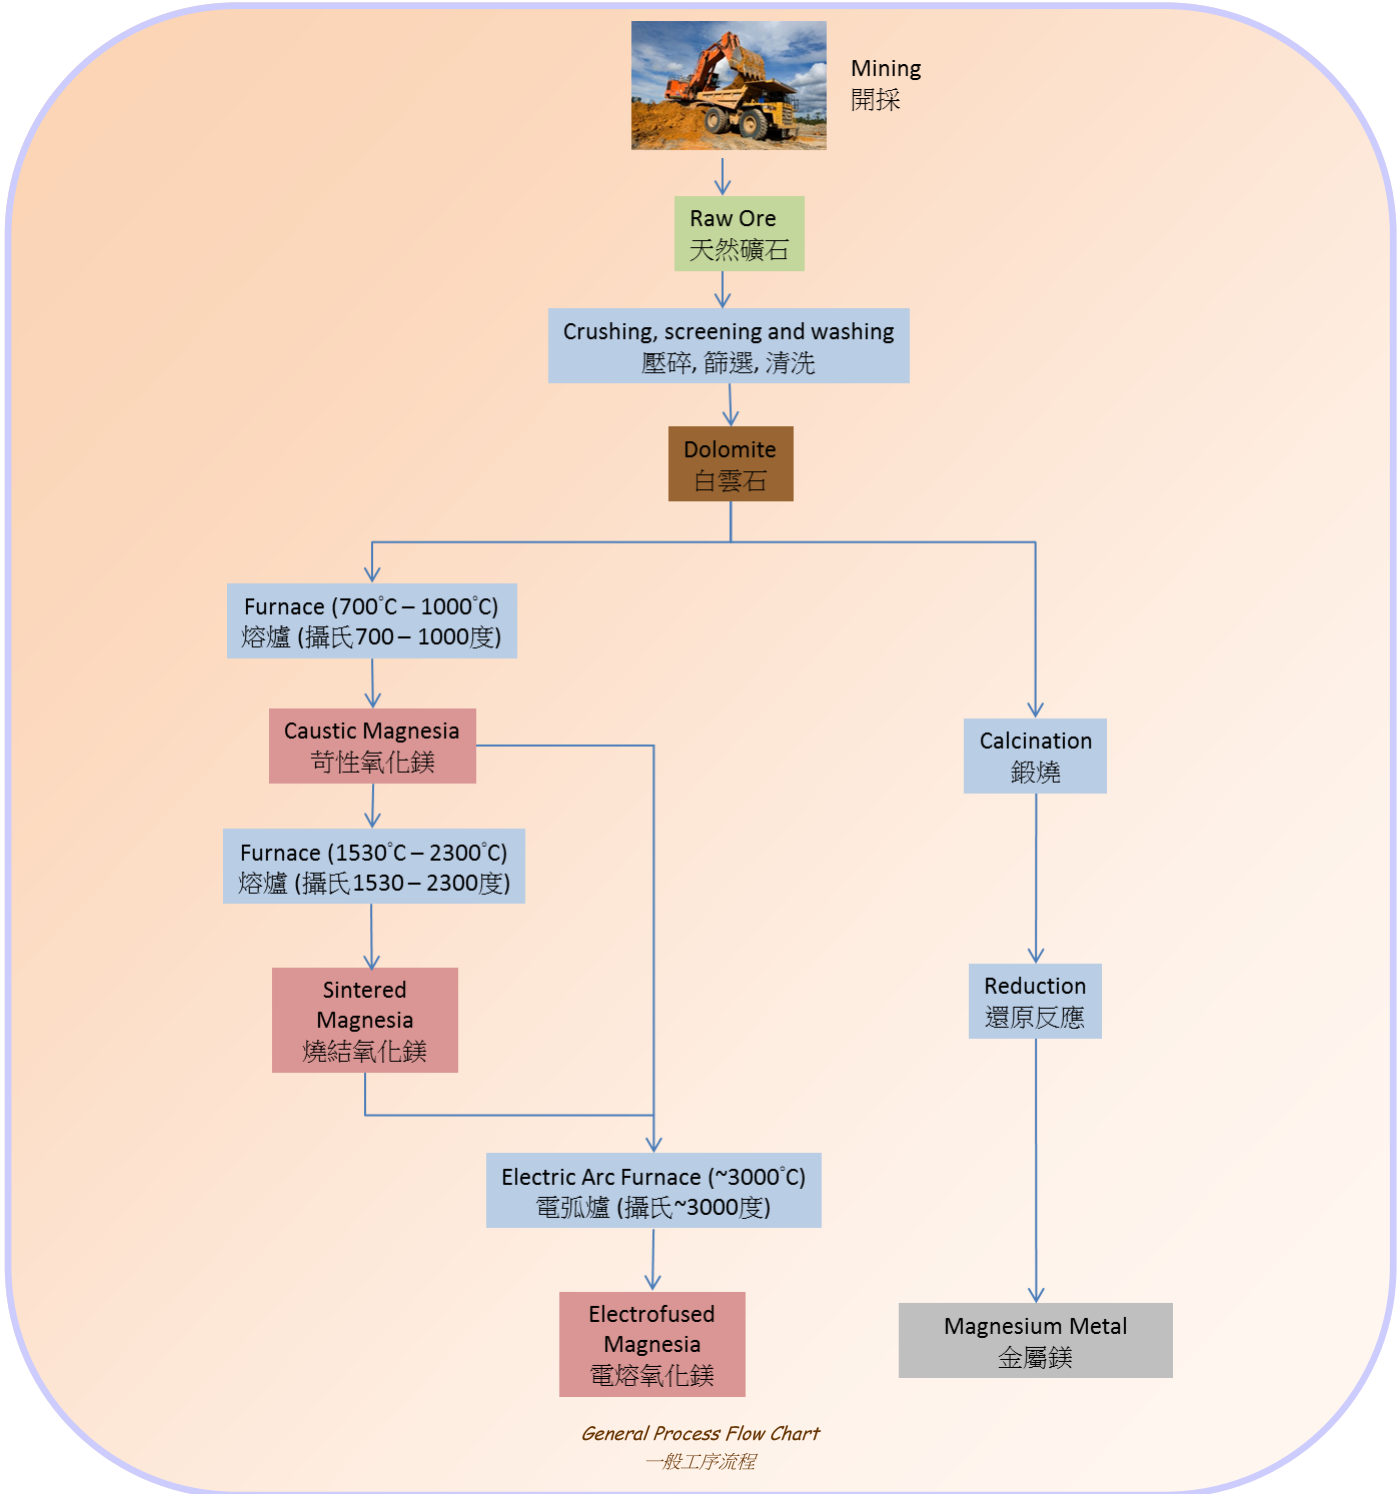 Mining
開採
Raw Ore
天然礦石
Crushing, screening and washing
壓碎, 篩選, 清洗
Dolomite
白雲石
Furnace (700°C – 1000°C)
熔爐 (攝氏700 – 1000度)
Caustic Magnesia
苛性氧化鎂
Calcination
鍛燒
Furnace (1530°C – 2300°C)
熔爐 (攝氏1530 – 2300度)
Sintered
Magnesia
燒結氧化鎂
Reduction
還原反應
Electric Arc Furnace (~3000°C)
電弧爐 (攝氏~3000度)
Electrofused
Magnesia
電熔氧化鎂
Magnesium Metal
金屬鎂
General Process Flow Chart
一般工序流程